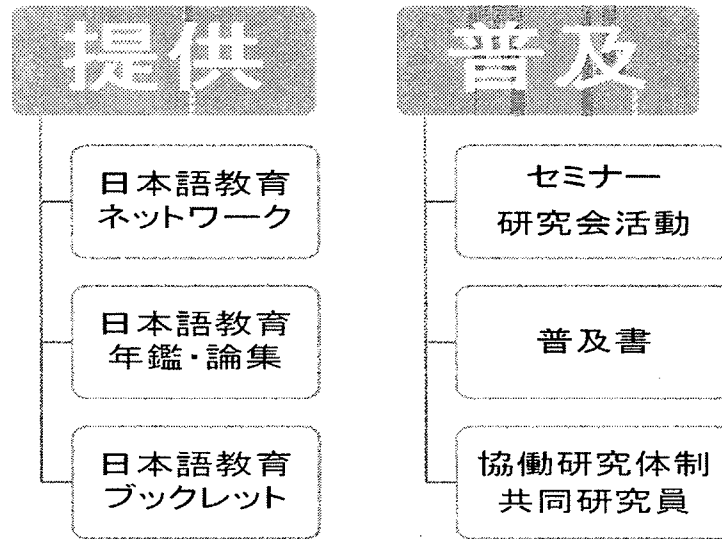 提供
日本語教育
ネットワーク
日本語教育
年鑑・論集
日本語教育
ブックレット
普及
セミナー
研究会活動
普及書
協働研究体制
共同研究員